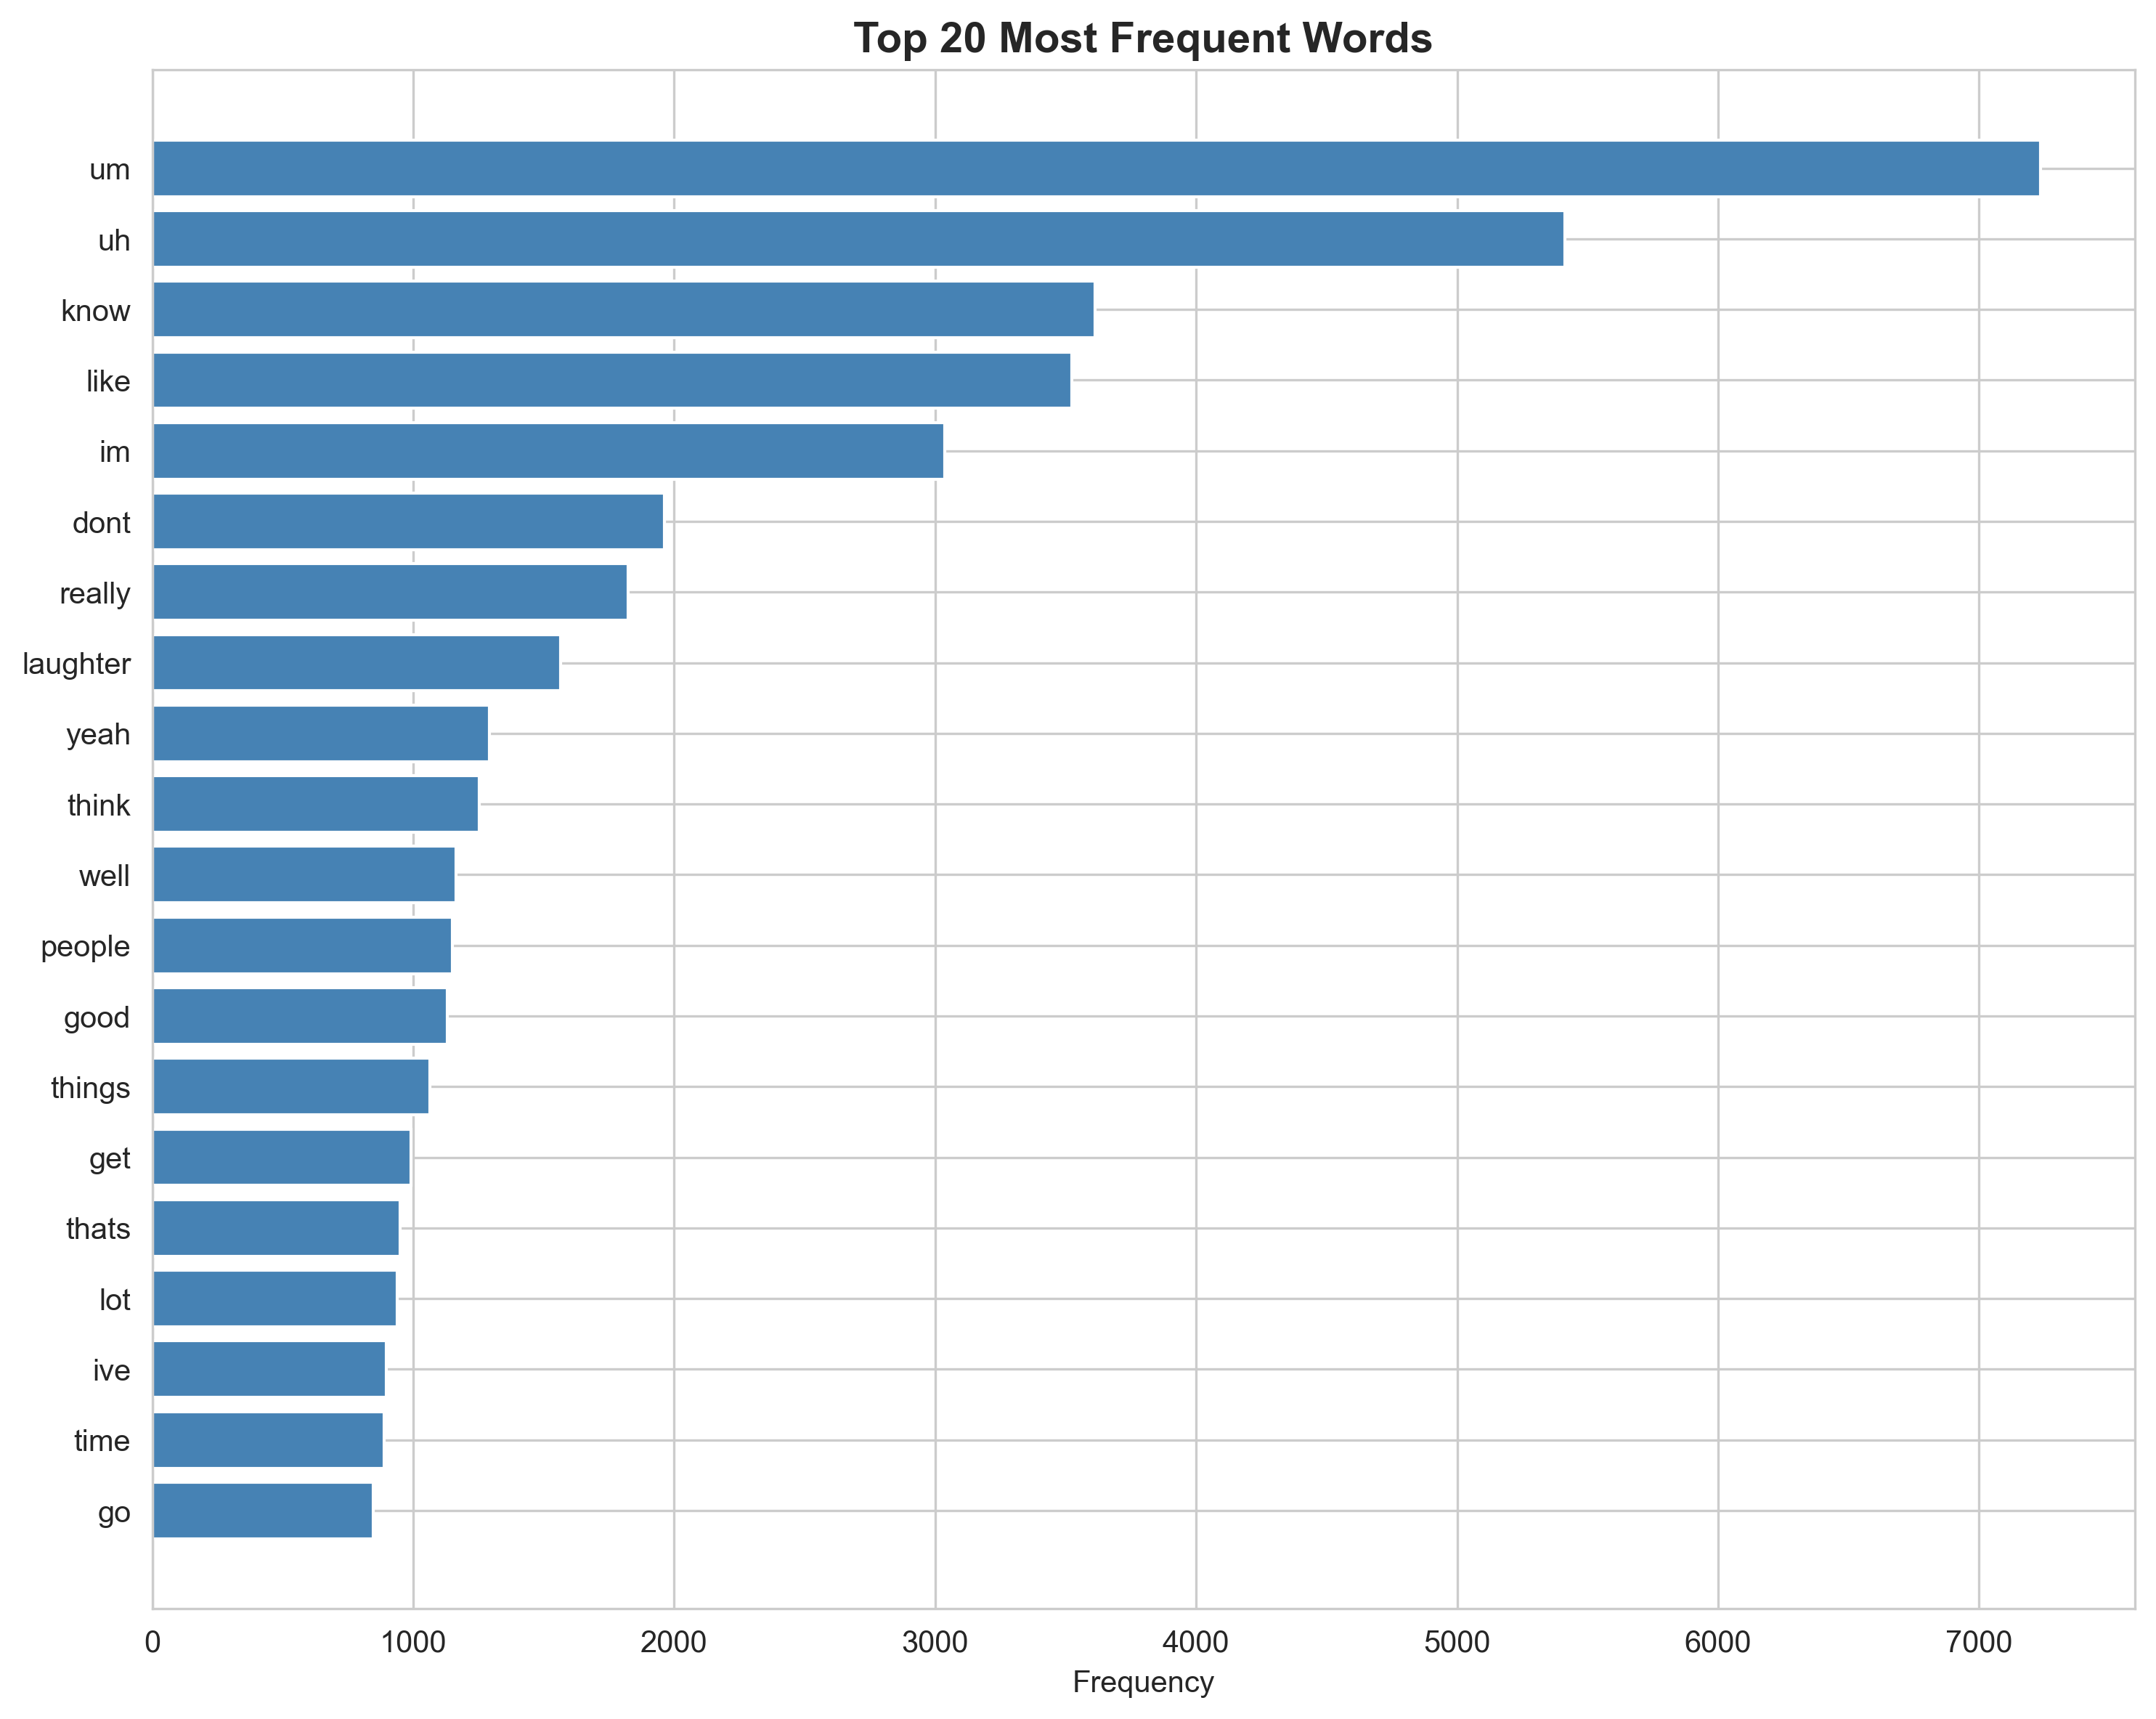 Top 20 Most Frequent Words
um
uh
know
like
im
dont
really
laughter
yeah
think
well
people
good
things
get
thats
lot
ive
time
go
0 1000 2000 3000 4000 5000 6000 7000
Frequency